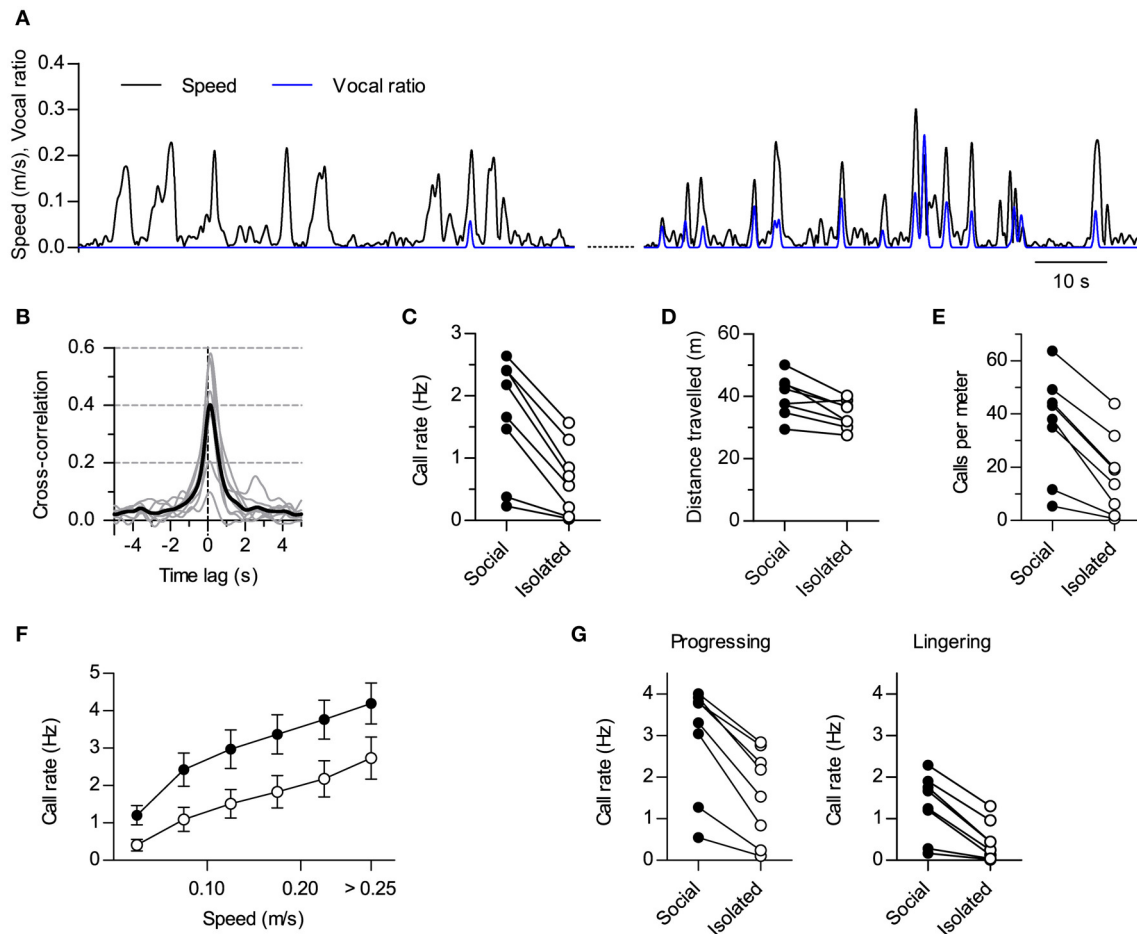 A
Speed (m/s), Vocal ratio
0.4
0.3
0.2
0.1
0.0
Speed
Vocal ratio
10 s
B
Cross-correlation
0.6
0.4
0.2
0.0
-4 -2 0 2 4
Time lag (s)
C
Call rate (Hz)
3
2
1
0
Social
Isolated
D
Distance travelled (m)
60
40
20
0
Social
Isolated
E
Calls per meter
60
40
20
0
Social
Isolated
F
Call rate (Hz)
5
4
3
2
1
0
0.10 0.20 > 0.25
Speed (m/s)
G
Progressing
Call rate (Hz)
4
3
2
1
0
Social
Isolated
Lingering
Call rate (Hz)
4
3
2
1
0
Social
Isolated